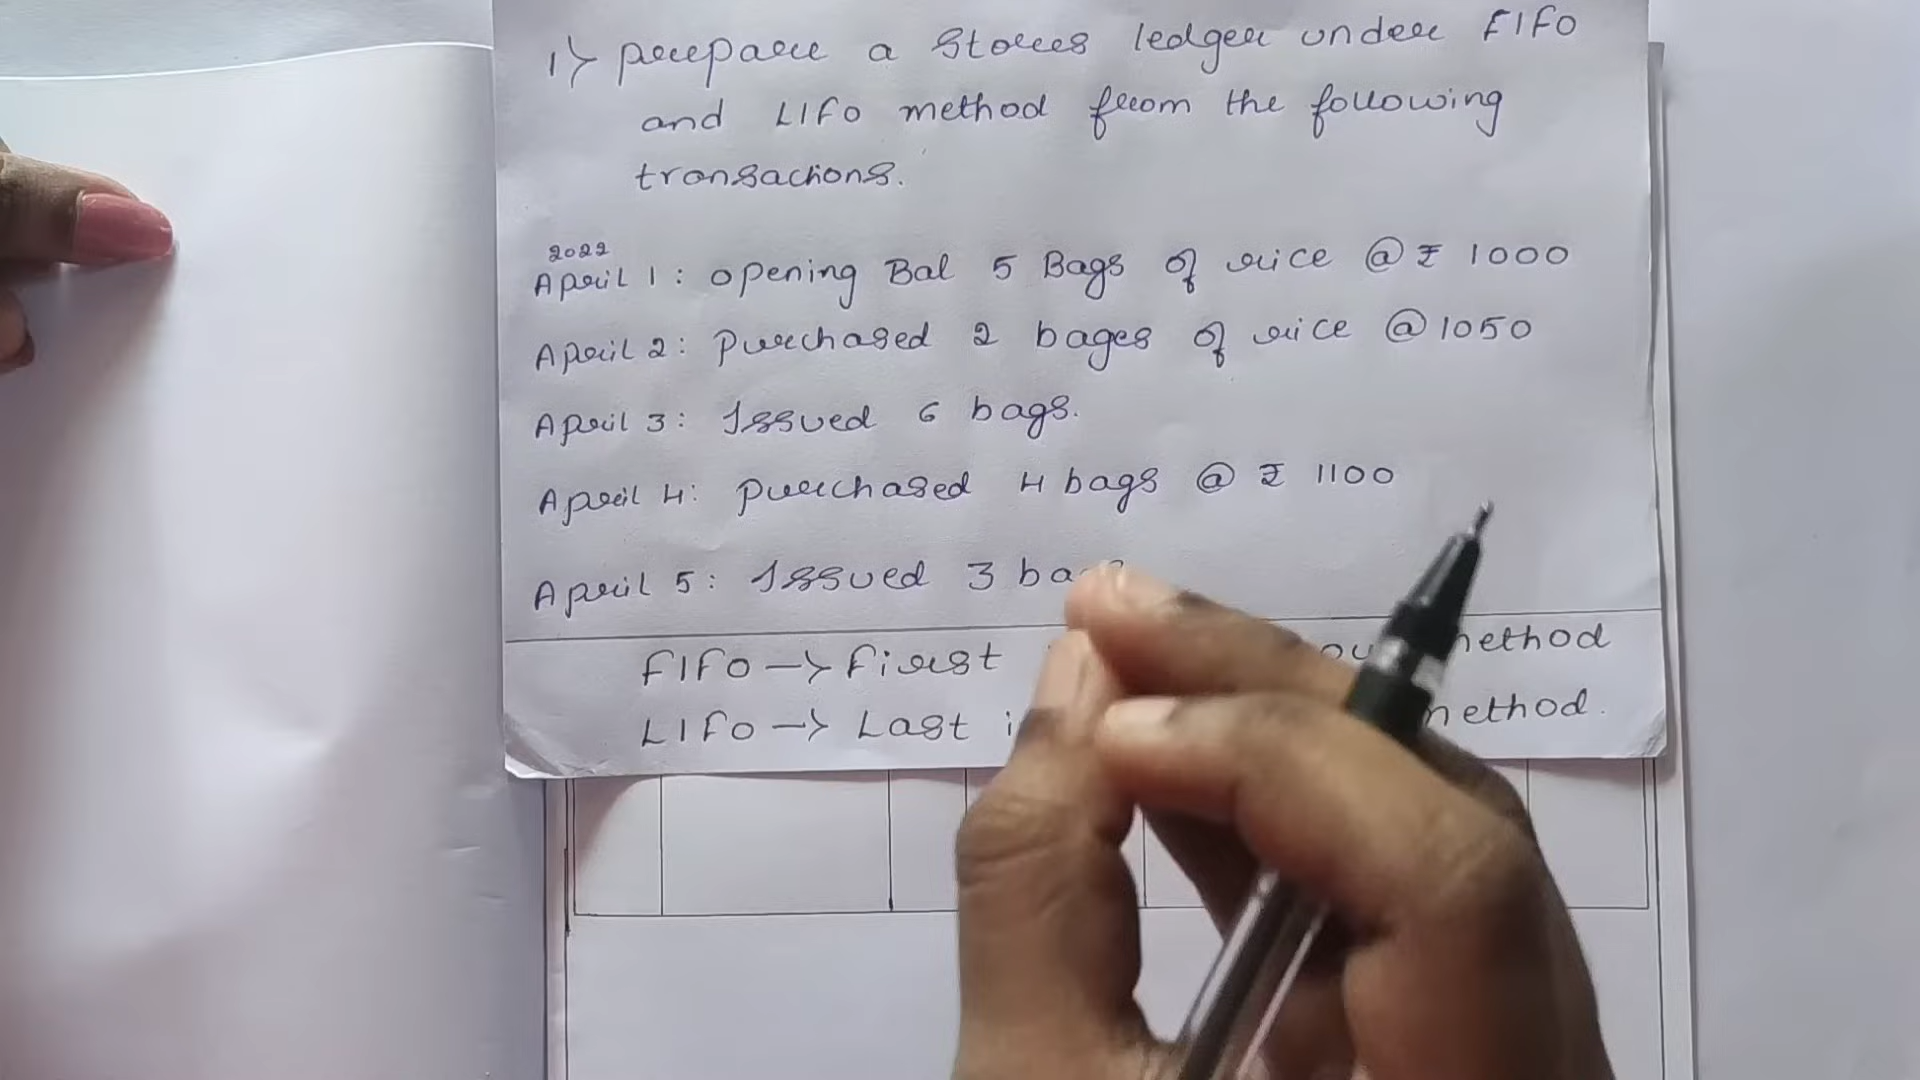 1) prepare a Stores ledger under FIFO
and LIFO method from the following
transactions.
2022
April 1: opening Bal 5 Bags of rice @ ₹ 1000
April 2: purchased 2 bages of rice @ 1050
April 3: Issued 6 bags.
April 4: purchased 4 bags @ ₹ 1100
April 5: Issued 3
FIFO → First method
LIFO → Last method.